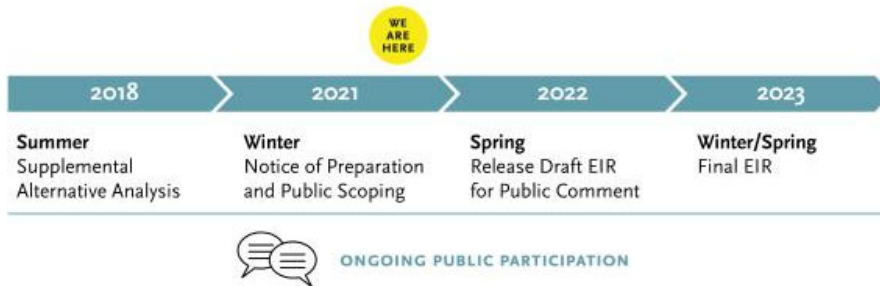 WE
ARE
HERE
2018
2021
2022
2023
Summer
Supplemental
Alternative Analysis
Winter
Notice of Preparation
and Public Scoping
Spring
Release Draft EIR
for Public Comment
Winter/Spring
Final EIR
ONGOING PUBLIC PARTICIPATION